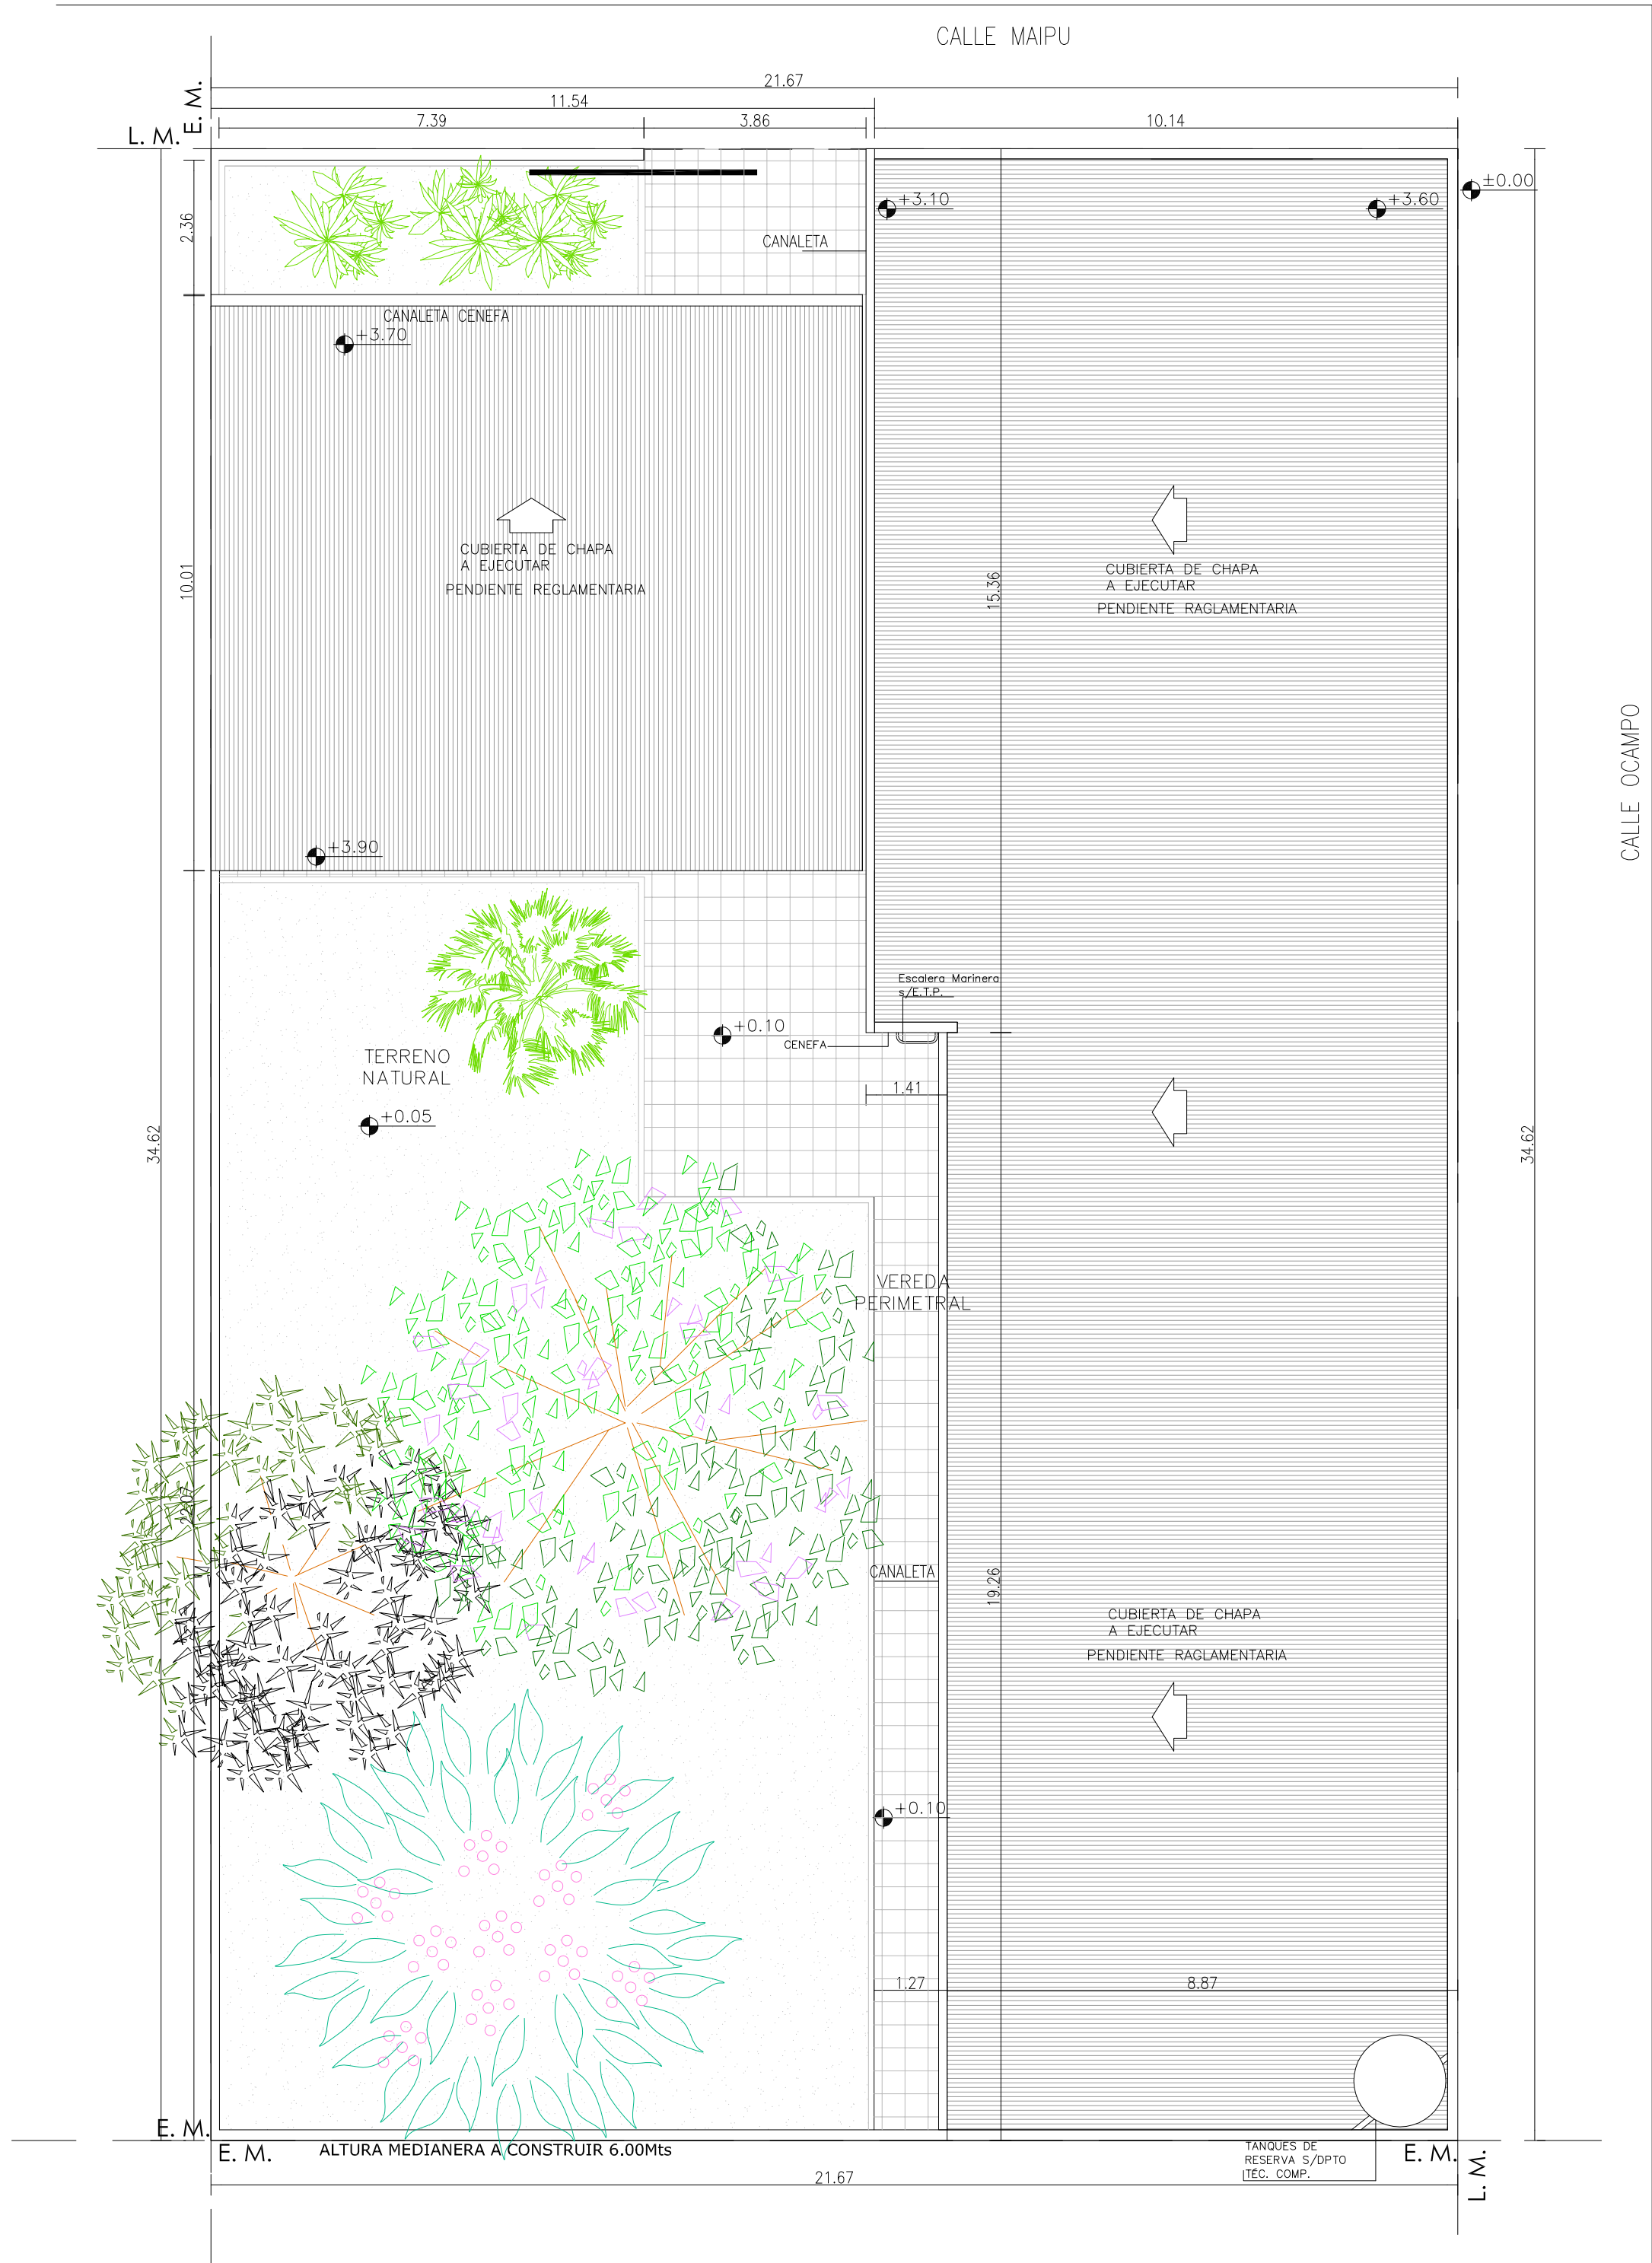 CALLE MAIPU
21.67
11.54
7.39
3.86
10.14
E. M.
L. M.
±0.00
+3.10
+3.60
2.36
CANALETA
CANALETA CENEFA
+3.70
CUBIERTA DE CHAPA
A EJECUTAR
PENDIENTE REGLAMENTARIA
10.01
15.36
CUBIERTA DE CHAPA
A EJECUTAR
PENDIENTE RAGLAMENTARIA
CALLE OCAMPO
+3.90
Escalera Marinera
s/E.T.P.
+0.10
CENEFA
TERRENO
NATURAL
1.41
+0.05
34.62
34.62
VEREDA
PERIMETRAL
CANALETA
19.26
CUBIERTA DE CHAPA
A EJECUTAR
PENDIENTE RAGLAMENTARIA
+0.10
1.27
8.87
E. M.
E. M.
ALTURA MEDIANERA A CONSTRUIR 6.00Mts
TANQUES DE
RESERVA S/DPTO
TÉC. COMP.
E. M.
L. M.
21.67